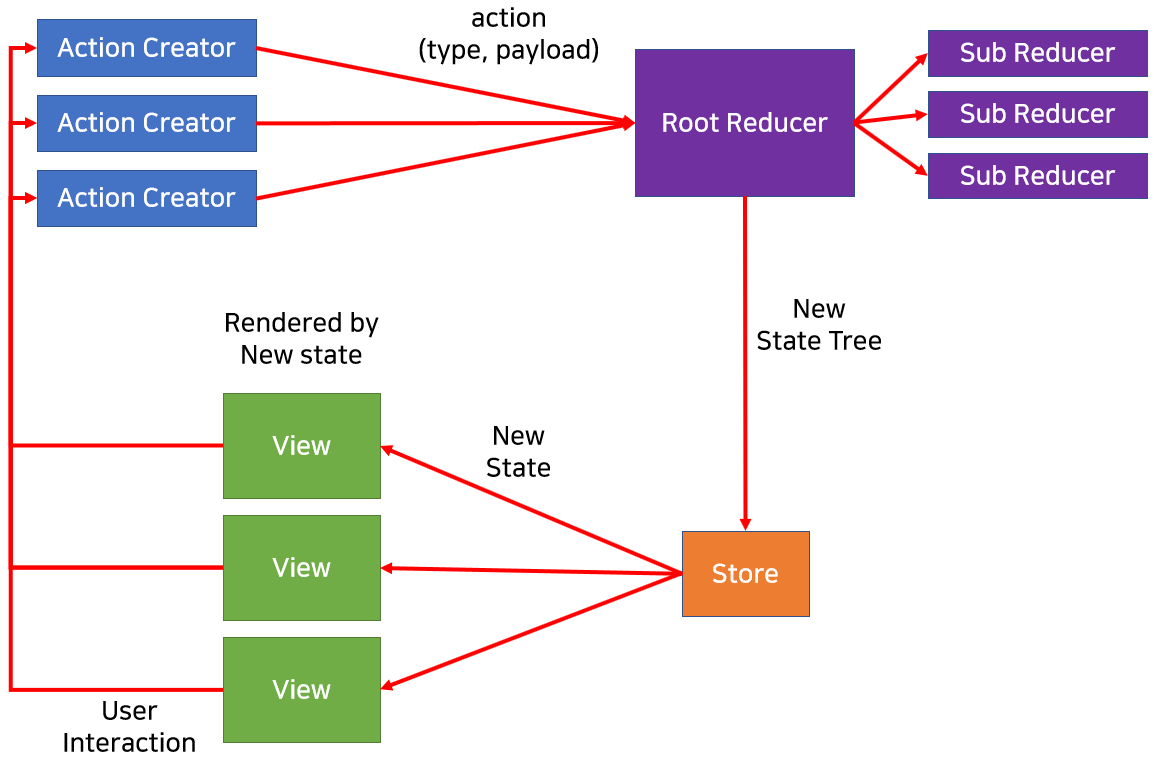 action
(type, payload)
Action Creator
Action Creator
Action Creator
Root Reducer
Sub Reducer
Sub Reducer
Sub Reducer
New
State Tree
Rendered by
New state
New
State
View
View
View
Store
User
Interaction